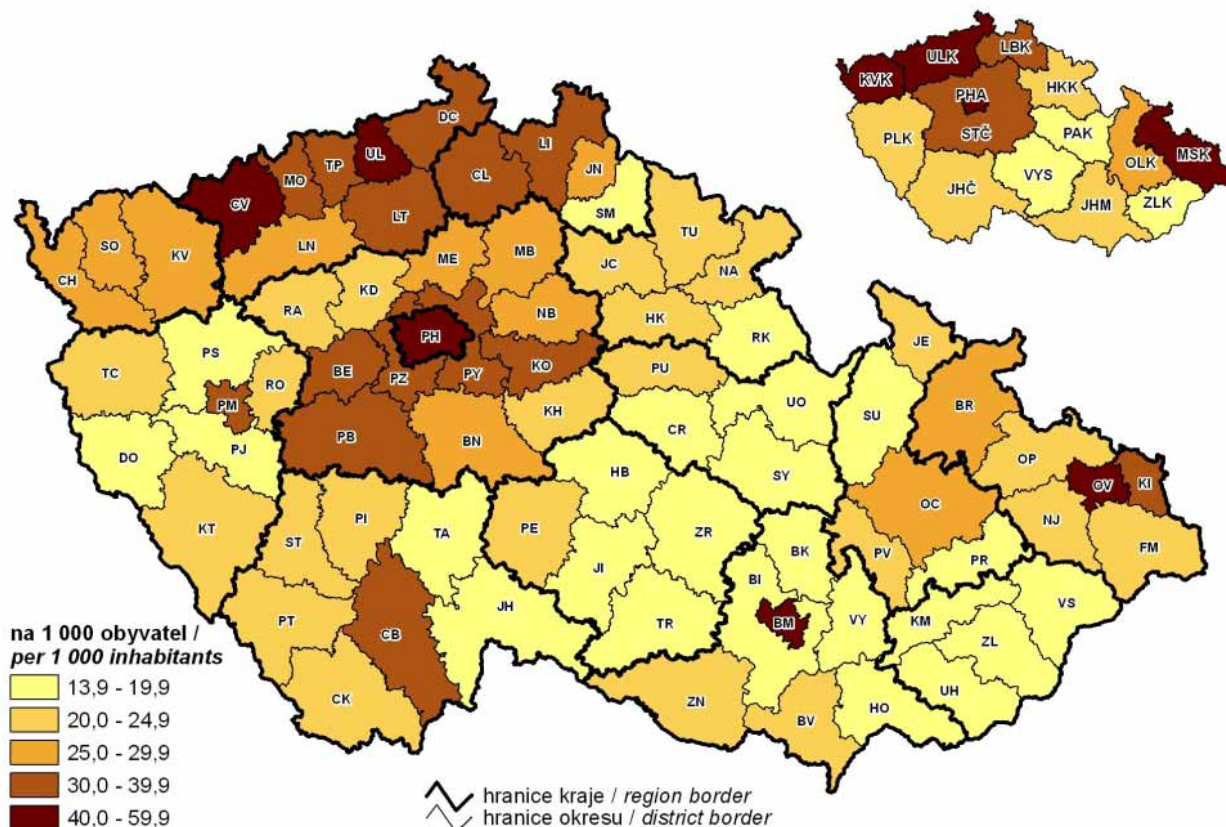 KVK
ULK
LBK
PHA
STČ
HKK
PLK
PAK
OLK
MSK
VYS
JHČ
JHM
ZLK
DC
UL
TP
MO
CV
LT
CL
LI
JN
SM
LN
SO
KV
CH
ME
MB
TU
JC
NA
RA
KD
PH
NB
HK
RK
PS
TC
RO
PM
BE
PZ
PY
KO
PU
JE
DO
PJ
PB
BN
KH
CR
UO
SU
BR
SY
OP
OV
KI
KT
ST
PI
TA
PE
HB
ZR
OC
NJ
FM
PV
PR
JI
BK
BI
PT
CB
JH
TR
BM
VY
KM
VS
ZL
CK
ZN
BV
HO
UH
na 1 000 obyvatel /
per 1 000 inhabitants
13,9 - 19,9
20,0 - 24,9
25,0 - 29,9
30,0 - 39,9
40,0 - 59,9
hranice kraje / region border
hranice okresu / district border